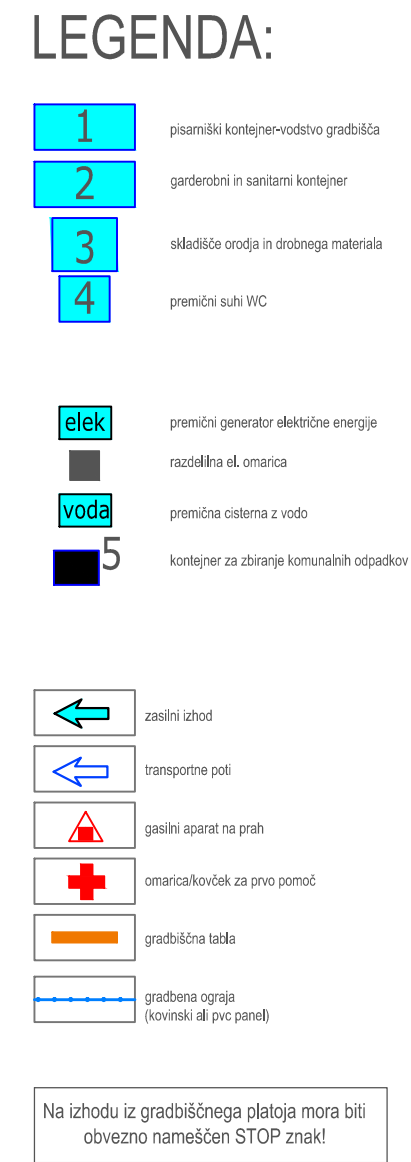 LEGENDA:
1 pisarniški kontejner-vodstvo gradbišča
2 garderobni in sanitarni kontejner
3 skladišče orodja in drobnega materiala
4 premični suhi WC
elek premični generator električne energije
razdelilna el. omarica
voda premična cisterna z vodo
5 kontejner za zbiranje komunalnih odpadkov
zasilni izhod
transportne poti
gasilni aparat na prah
omarica/kovček za prvo pomoč
gradbiščna tabla
gradbena ograja
(kovinski ali pvc panel)
Na izhodu iz gradbiščnega platoja mora biti
obvezno nameščen STOP znak!